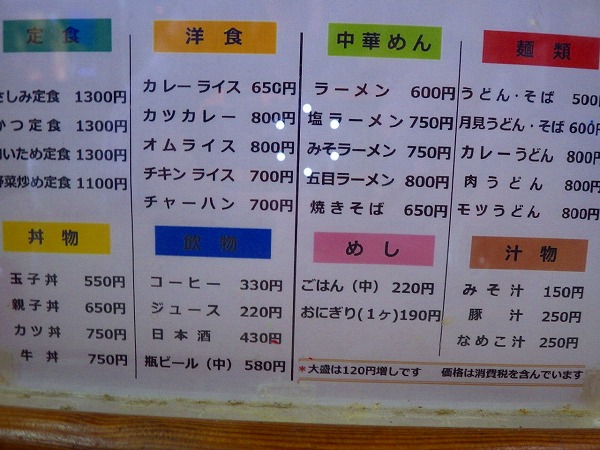 定食
さしみ定食 1300円
かつ定食 1300円
いため定食 1300円
野菜炒め定食 1100円
洋食
カレーライス 650円
カツカレー 800円
オムライス 800円
チキンライス 700円
チャーハン 700円
中華めん
ラーメン 600円
塩ラーメン 750円
みそラーメン 750円
五目ラーメン 800円
焼きそば 650円
麺類
うどん・そば 500円
月見うどん・そば 600円
カレーうどん 800円
肉うどん 800円
モツうどん 800円
丼物
玉子丼 550円
親子丼 650円
カツ丼 750円
牛丼 750円
飲物
コーヒー 330円
ジュース 220円
日本酒 430円
瓶ビール(中) 580円
めし
ごはん(中) 220円
おにぎり(1ヶ)190円
汁物
みそ汁 150円
豚汁 250円
なめこ汁 250円
*大盛は120円増しです 価格は消費税を含んでいます